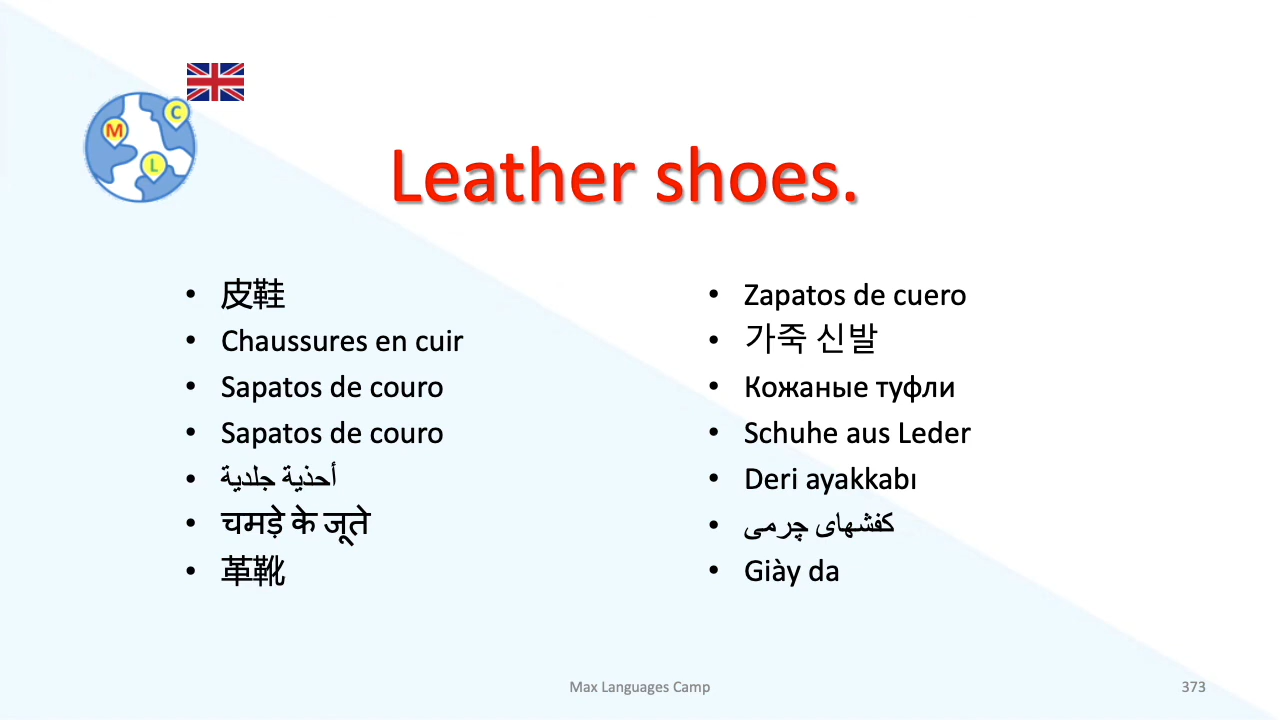 M
C
L
Leather shoes.
• 皮鞋
• Chaussures en cuir
• Sapatos de couro
• Sapatos de couro
• أحذية جلدية
• चमड़े के जूते
• 革靴
• Zapatos de cuero
• 가죽 신발
• Кожаные туфли
• Schuhe aus Leder
• Deri ayakkabı
• کفشهای چرمی
• Giày da
Max Languages Camp
373